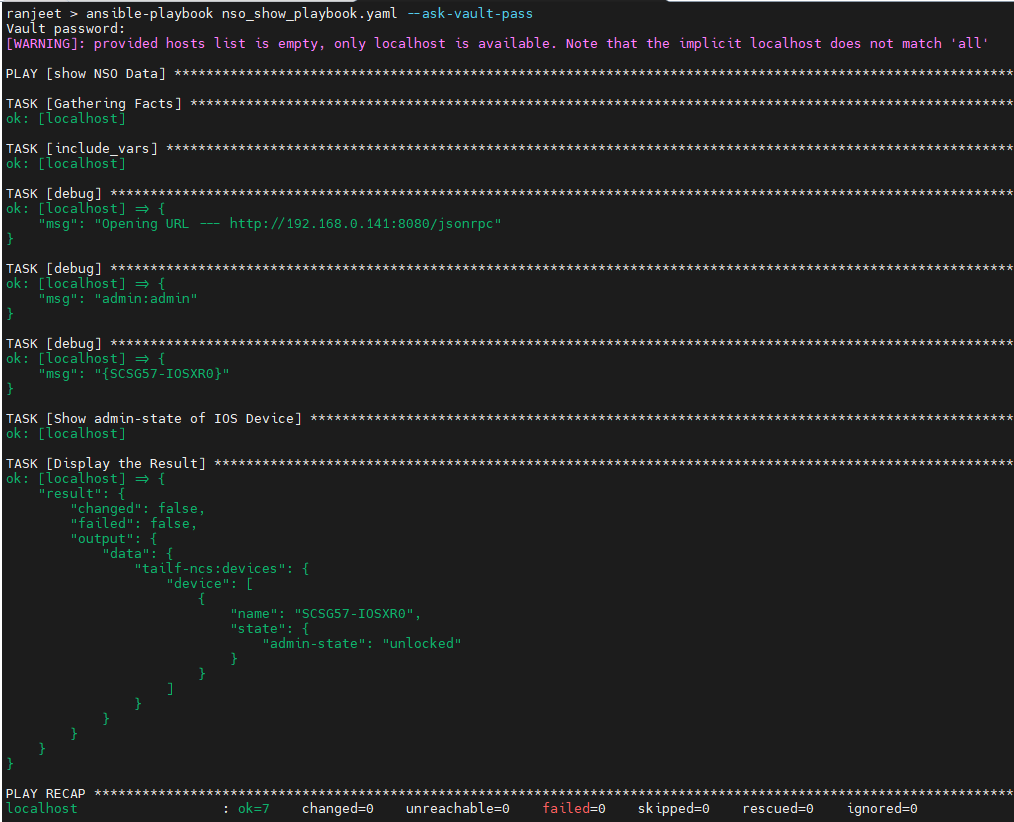 ranjeet > ansible-playbook nso_show_playbook.yaml --ask-vault-pass
Vault password:
[WARNING]: provided hosts list is empty, only localhost is available. Note that the implicit localhost does not match 'all'
PLAY [show NSO Data] *********************************************************************************************************
TASK [Gathering Facts] *******************************************************************************************************
ok: [localhost]
TASK [include_vars] **********************************************************************************************************
ok: [localhost]
TASK [debug] *****************************************************************************************************************
ok: [localhost] => {
    "msg": "Opening URL --- http://192.168.0.141:8080/jsonrpc"
}
TASK [debug] *****************************************************************************************************************
ok: [localhost] => {
    "msg": "admin:admin"
}
TASK [debug] *****************************************************************************************************************
ok: [localhost] => {
    "msg": "{SCSG57-IOSXR0}"
}
TASK [Show admin-state of IOS Device] ****************************************************************************************
ok: [localhost]
TASK [Display the Result] ****************************************************************************************************
ok: [localhost] => {
    "result": {
        "changed": false,
        "failed": false,
        "output": {
            "data": {
                "tailf-ncs:devices": {
                    "device": [
                        {
                            "name": "SCSG57-IOSXR0",
                            "state": {
                                "admin-state": "unlocked"
                            }
                        }
                    ]
                }
            }
        }
    }
}
PLAY RECAP *******************************************************************************************************************
localhost                  : ok=7    changed=0    unreachable=0    failed=0    skipped=0    rescued=0    ignored=0